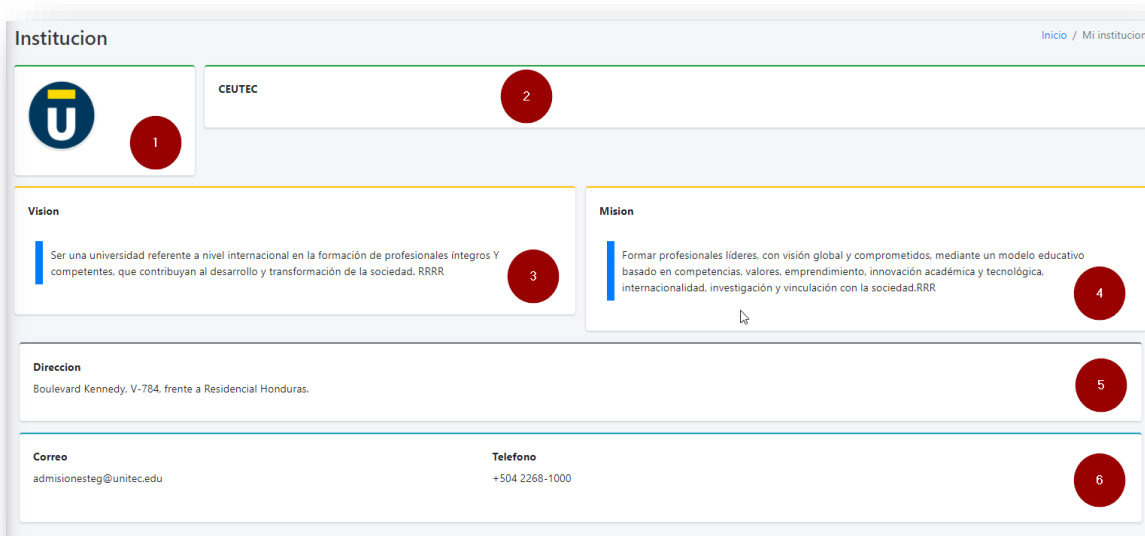 Institucion
Inicio / Mi institucion
U
1
CEUTEC
2
Vision
Ser una universidad referente a nivel internacional en la formación de profesionales íntegros Y
competentes, que contribuyan al desarrollo y transformación de la sociedad. RRRR
3
Mision
Formar profesionales líderes, con visión global y comprometidos, mediante un modelo educativo
basado en competencias, valores, emprendimiento, innovación académica y tecnológica,
internacionalidad, investigación y vinculación con la sociedad.RRR
4
Direccion
Boulevard Kennedy, V-784, frente a Residencial Honduras.
5
Correo
admisionesteg@unitec.edu
Telefono
+504 2268-1000
6